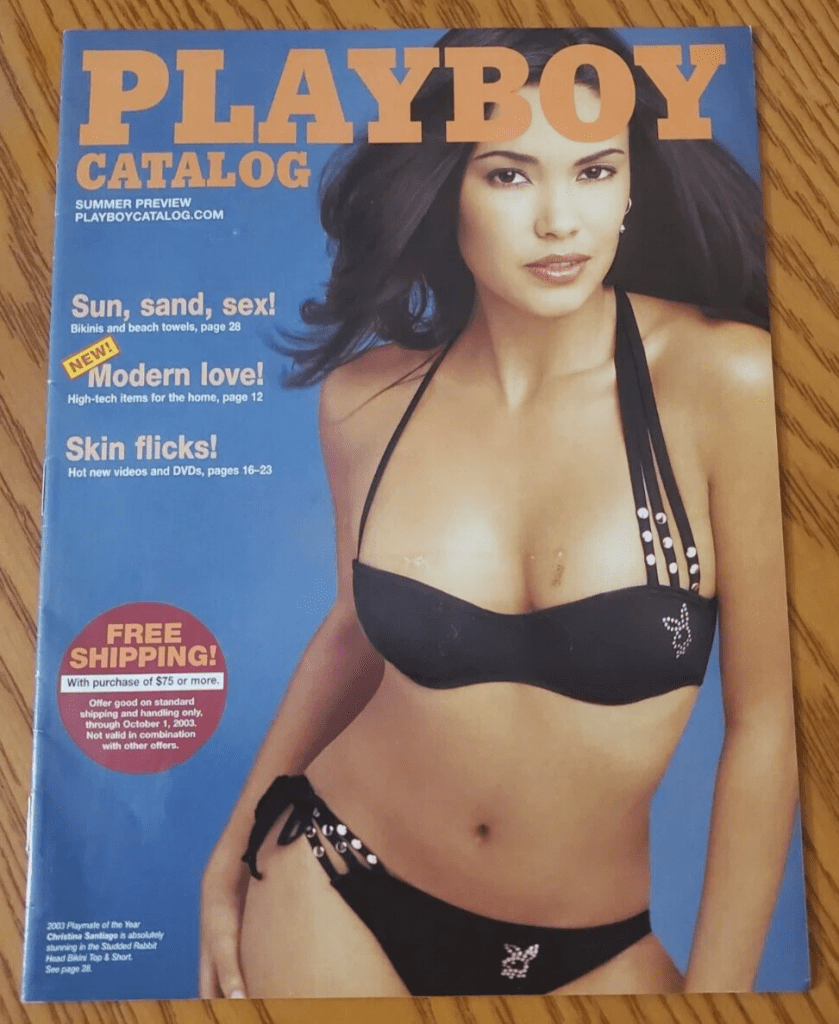 PLAYBOY
CATALOG
SUMMER PREVIEW
PLAYBOYCATALOG.COM
Sun, sand, sex!
Bikinis and beach towels, page 28
NEW!
Modern love!
High-tech items for the home, page 12
Skin flicks!
Hot new videos and DVDs, pages 16–23
FREE
SHIPPING!
With purchase of $75 or more.
Offer good on standard
shipping and handling only,
through October 1, 2003.
Not valid in combination
with other offers.
2003 Playmate of the Year
Christina Santiago is absolutely
stunning in the Studded Rabbit
Head Bikini Top & Short.
See page 28.